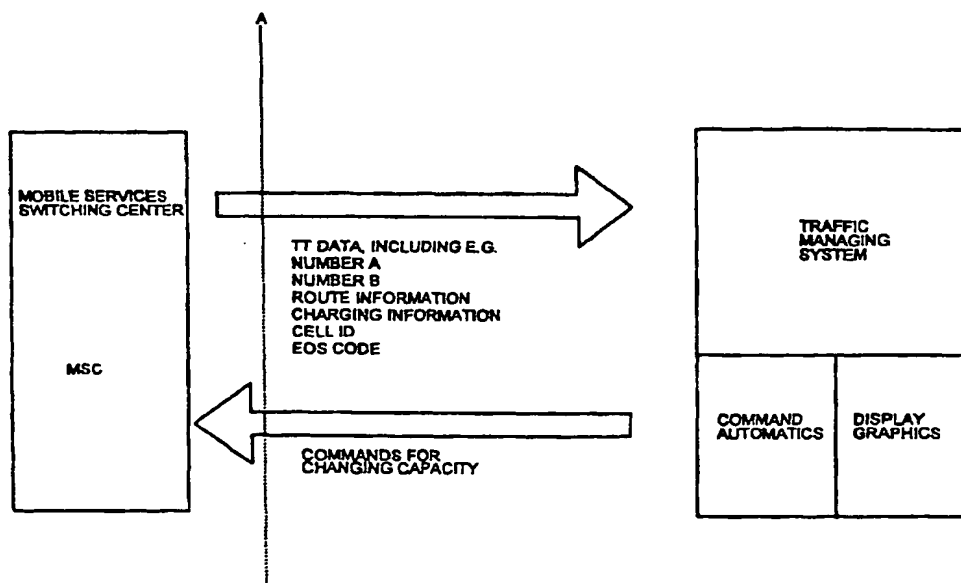 A
MOBILE SERVICES
SWITCHING CENTER
MSC
TT DATA, INCLUDING E.G.
NUMBER A
NUMBER B
ROUTE INFORMATION
CHARGING INFORMATION
CELL ID
EOS CODE
COMMANDS FOR
CHANGING CAPACITY
TRAFFIC
MANAGING
SYSTEM
COMMAND
AUTOMATICS
DISPLAY
GRAPHICS